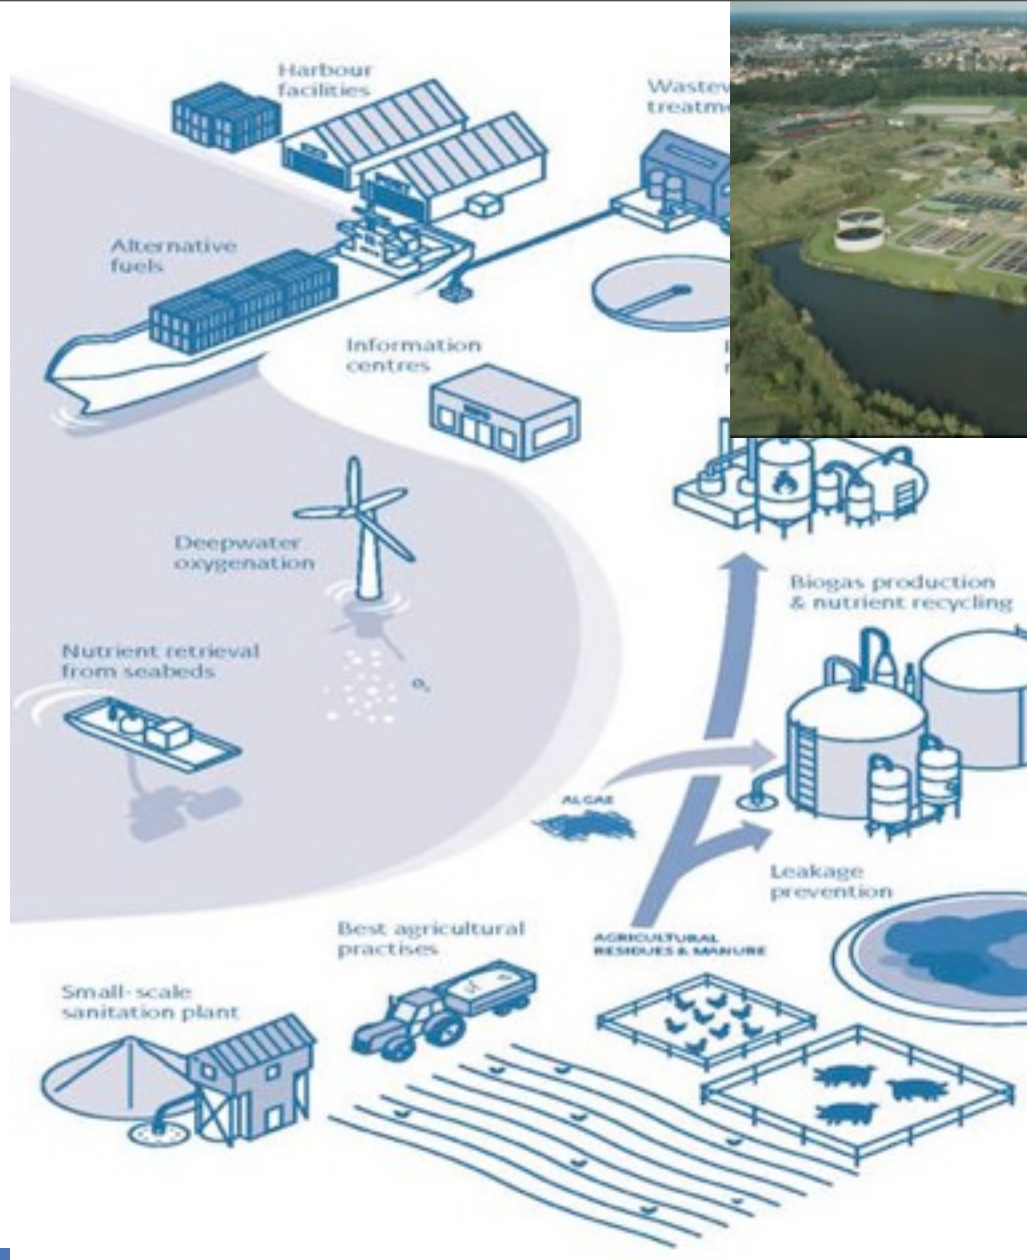 Harbour
facilities
Alternative
fuels
Information
centres
Deepwater
oxygenation
Biogas production
& nutrient recycling
Nutrient retrieval
from seabeds
O₂
ALGAE
Leakage
prevention
Best agricultural
practises
AGRICULTURAL
RESIDUES & MANURE
Small-scale
sanitation plant